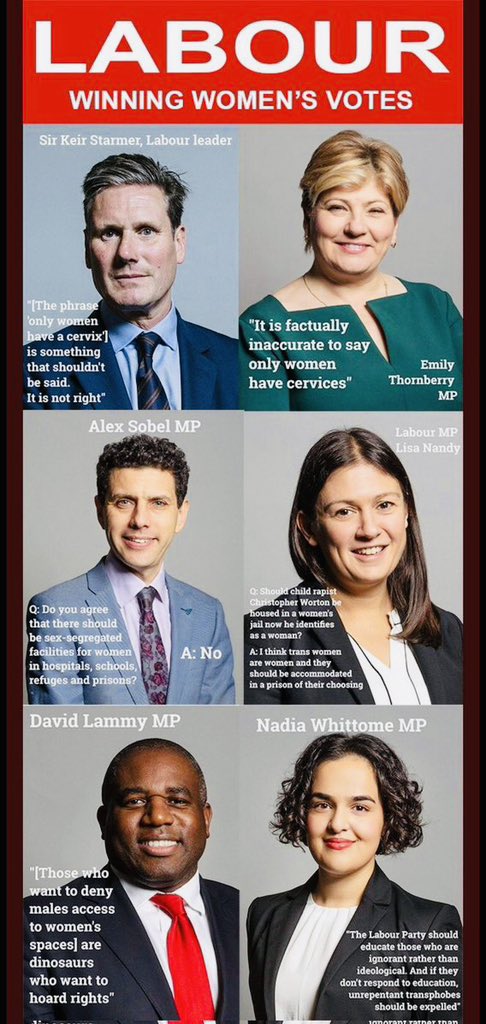 LABOUR
WINNING WOMEN'S VOTES
Sir Keir Starmer, Labour leader
"[The phrase
'only women
have a cervix']
is something
that shouldn't
be said.
It is not right"
"It is factually
inaccurate to say
only women
have cervices"
Emily
Thornberry
MP
Alex Sobel MP
Q: Do you agree
that there should
be sex-segregated
facilities for women
in hospitals, schools,
refuges and prisons?
A: No
Labour MP
Lisa Nandy
Q: Should child rapist
Christopher Worton be
housed in a women's
jail now he identifies
as a woman?
A: I think trans women
are women and they
should be accommodated
in a prison of their choosing
David Lammy MP
"[Those who
want to deny
males access
to women's
spaces] are
dinosaurs
who want to
hoard rights"
Nadia Whittome MP
"The Labour Party should
educate those who are
ignorant rather than
ideological. And if they
don't respond to education,
unrepentant transphobes
should be expelled"
ignorant rather than